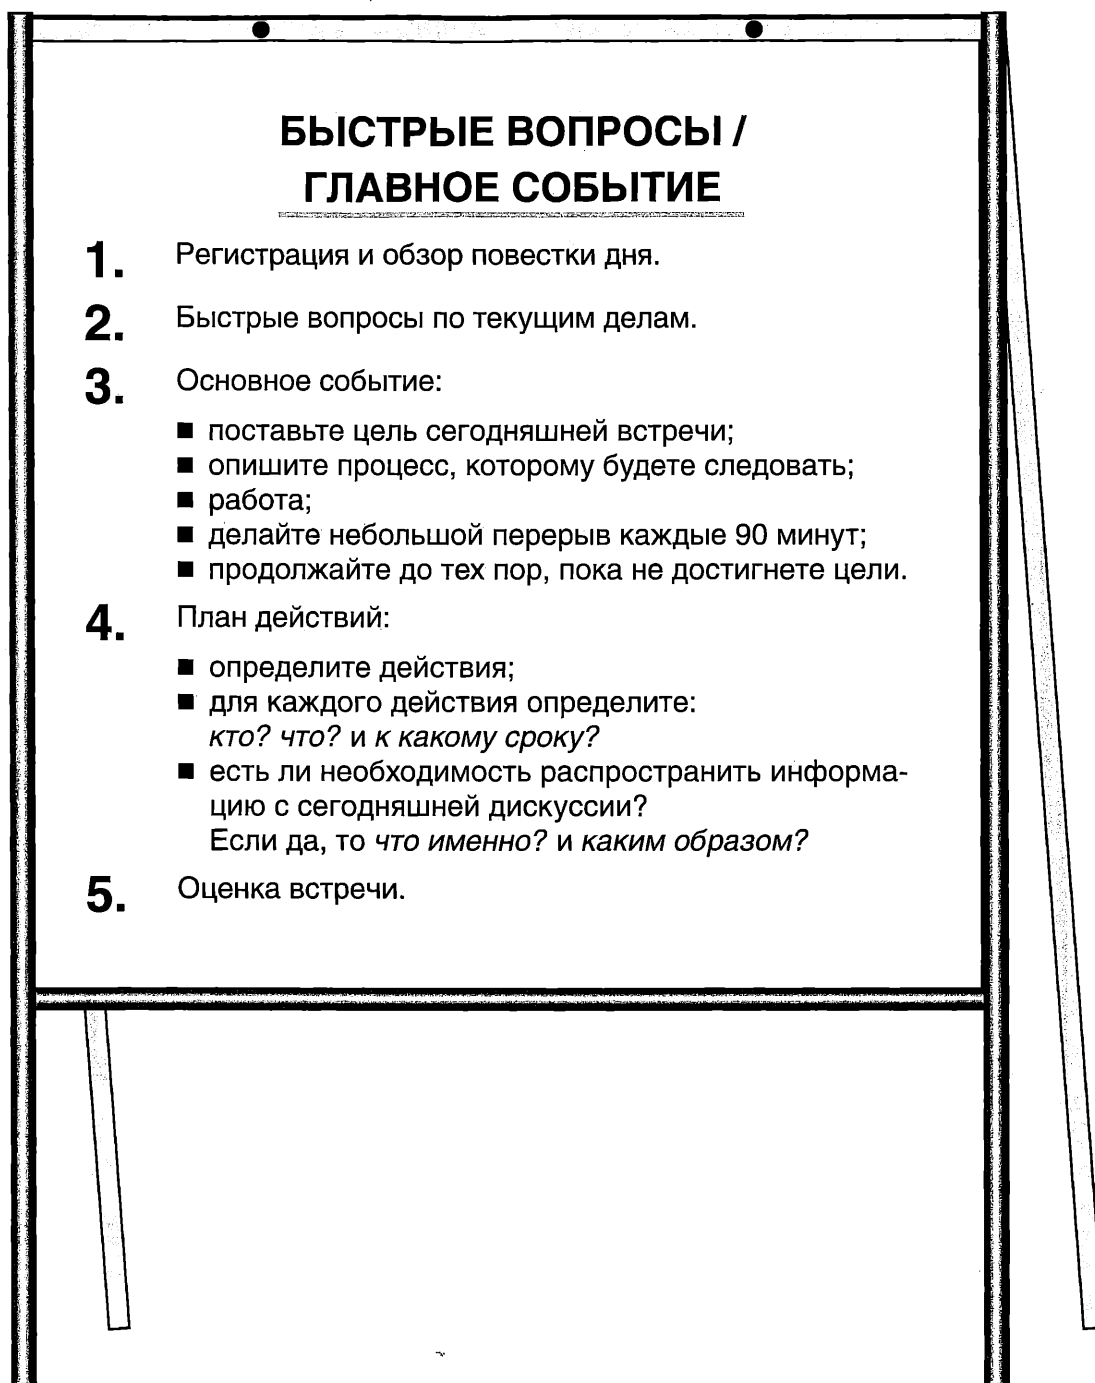 БЫСТРЫЕ ВОПРОСЫ /
ГЛАВНОЕ СОБЫТИЕ
1. Регистрация и обзор повестки дня.
2. Быстрые вопросы по текущим делам.
3. Основное событие:
■ поставьте цель сегодняшней встречи;
■ опишите процесс, которому будете следовать;
■ работа;
■ делайте небольшой перерыв каждые 90 минут;
■ продолжайте до тех пор, пока не достигнете цели.
4. План действий:
■ определите действия;
■ для каждого действия определите:
кто? что? и к какому сроку?
■ есть ли необходимость распространить информа-
цию с сегодняшней дискуссии?
Если да, то что именно? и каким образом?
5. Оценка встречи.